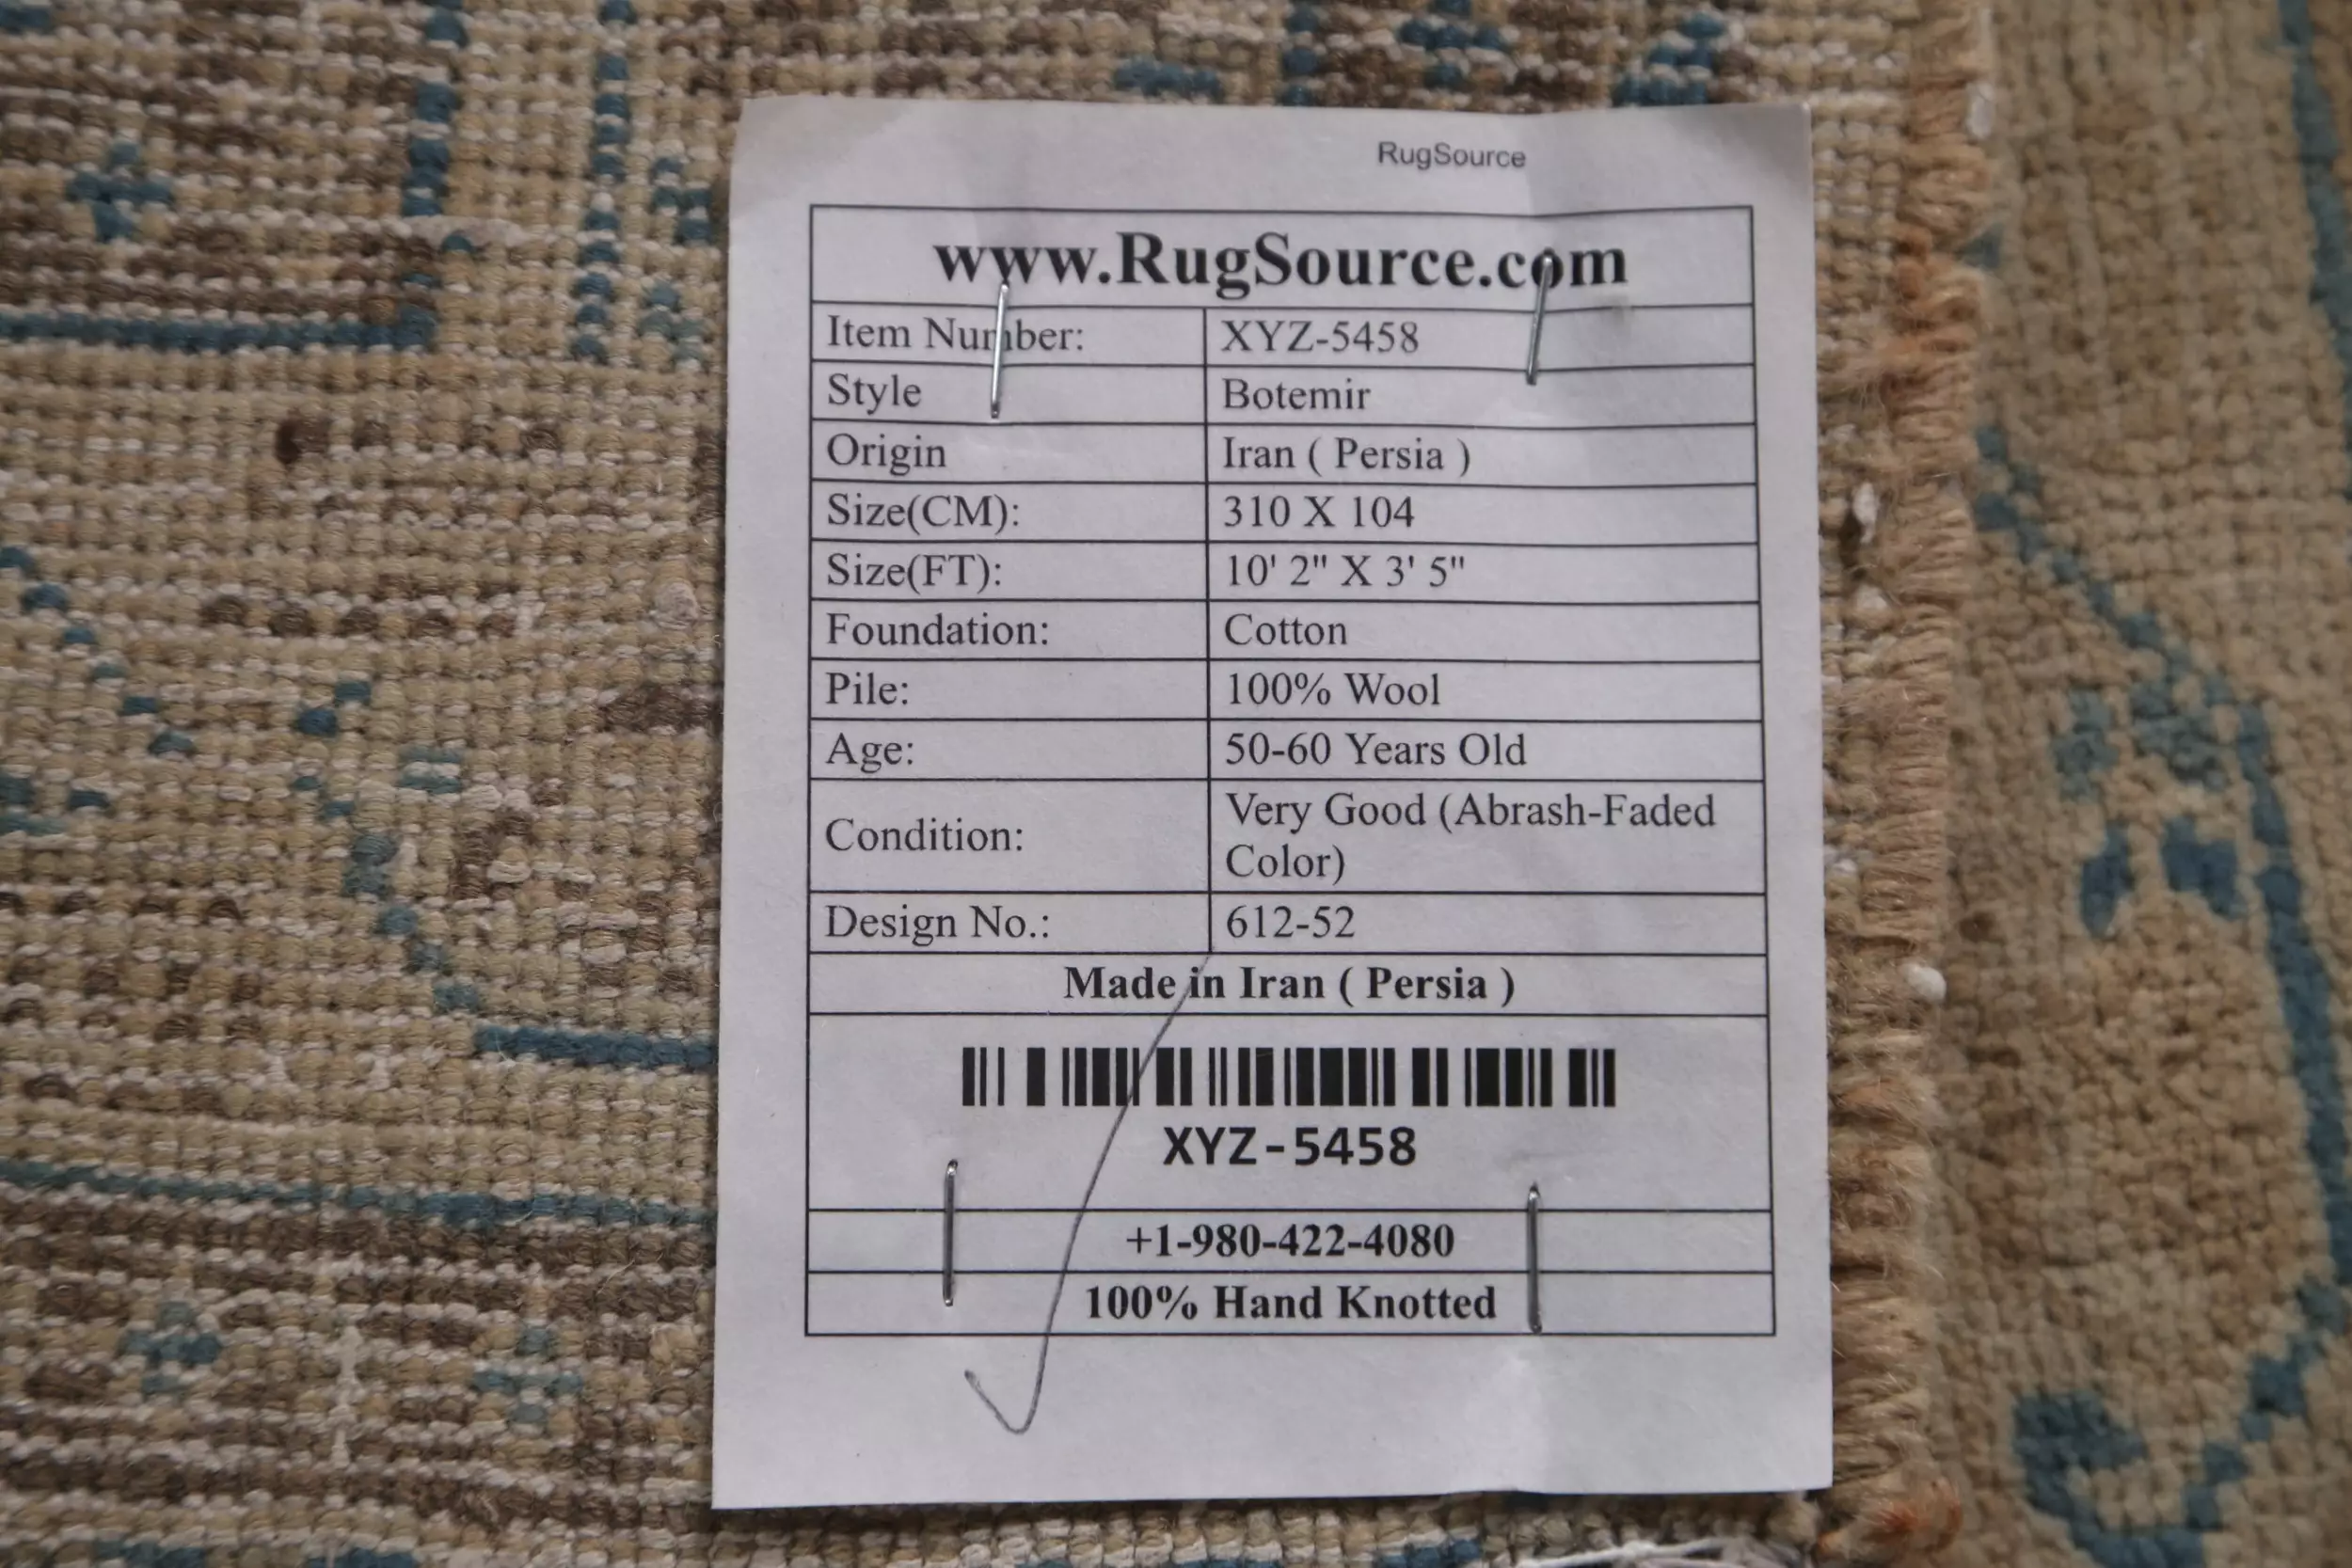 RugSource
www.RugSource.com
Item Number: XYZ-5458
Style Botemir
Origin Iran ( Persia )
Size(CM): 310 X 104
Size(FT): 10' 2" X 3' 5"
Foundation: Cotton
Pile: 100% Wool
Age: 50-60 Years Old
Condition: Very Good (Abrash-Faded
Color)
Design No.: 612-52
Made in Iran ( Persia )
XYZ-5458
+1-980-422-4080
100% Hand Knotted